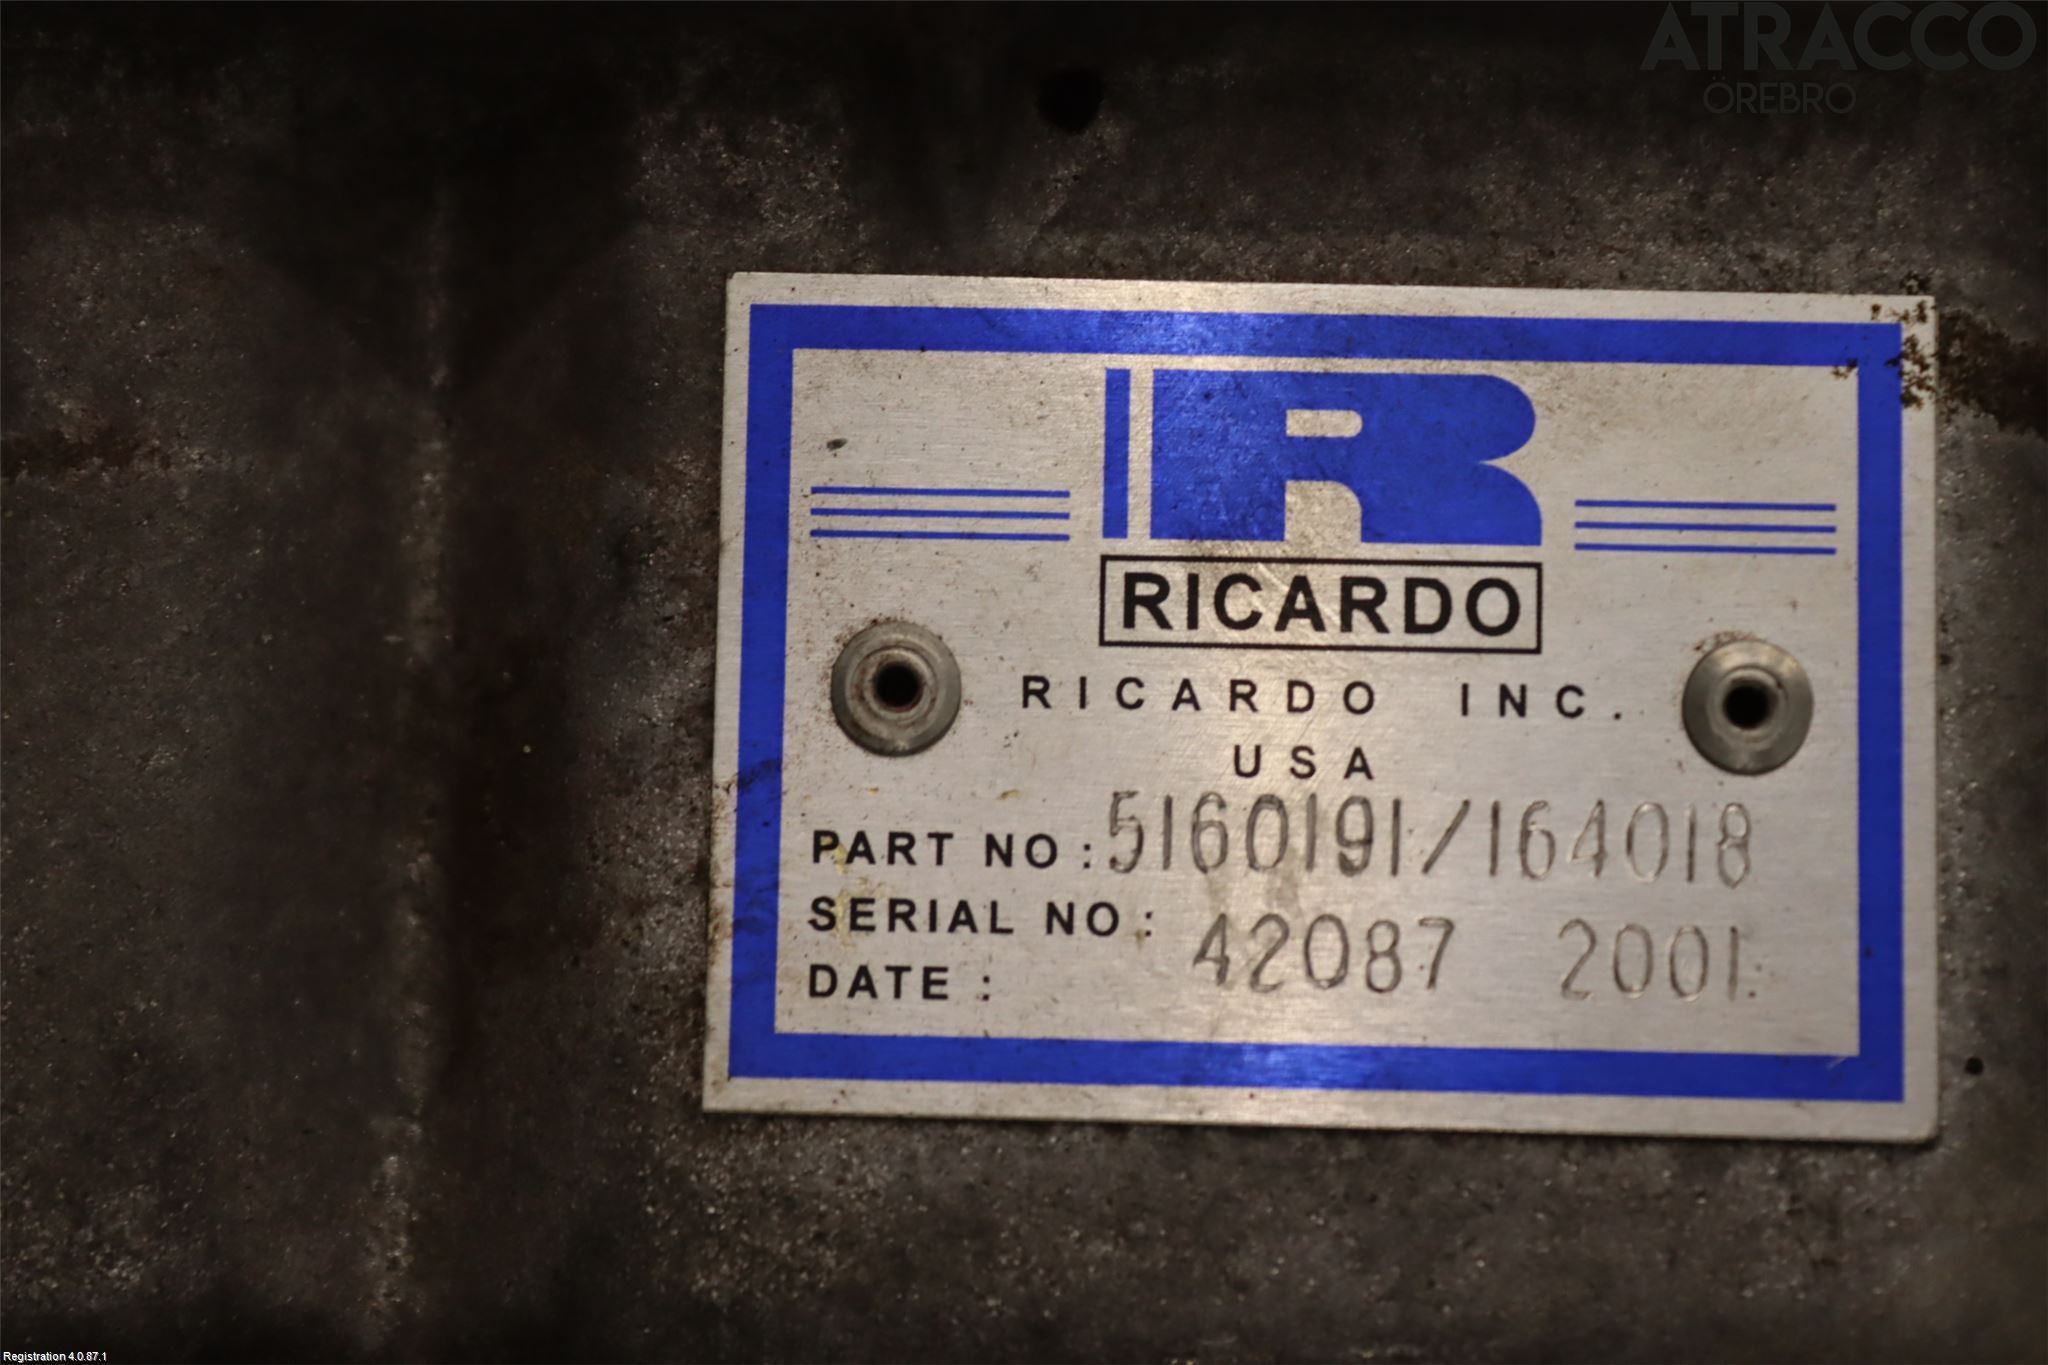 ATRACCO
ÖREBRO
R
RICARDO
RICARDO INC.
USA
PART NO: 5160191/164018
SERIAL NO: 42087 2001
DATE:
Registration 4.0.87.1